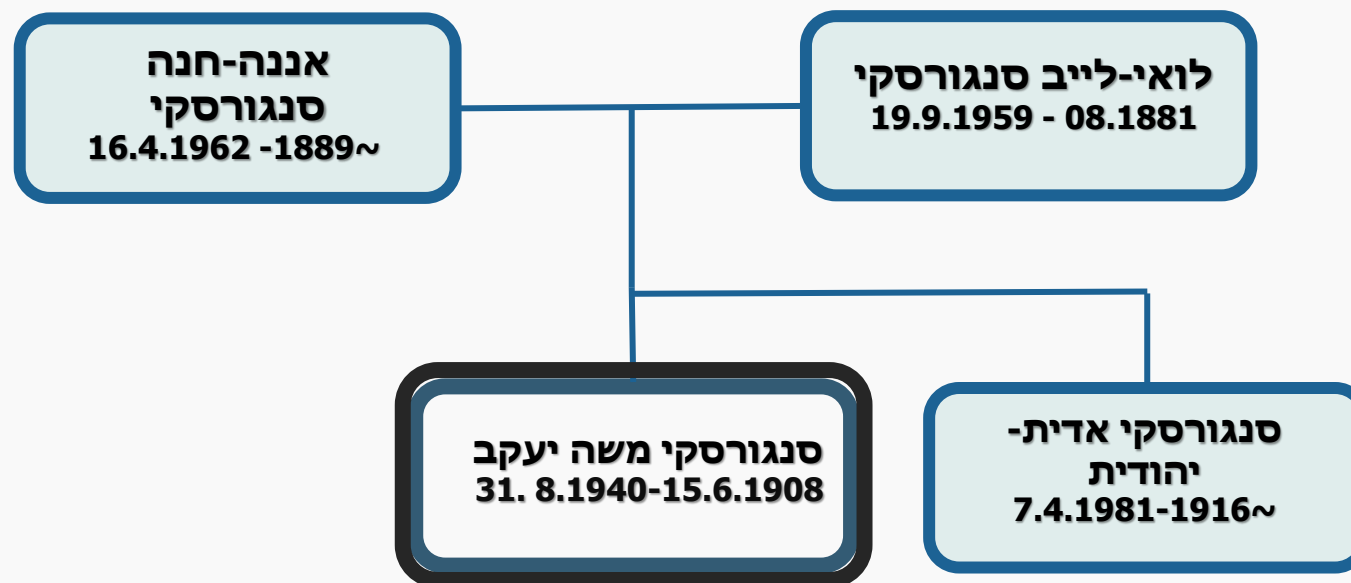 לואי-לייב סנגורסקי
19.9.1959 - 08.1881
אננה-חנה
סנגורסקי
16.4.1962 -1889~
סנגורסקי אדית-
יהודית
7.4.1981-1916~
סנגורסקי משה יעקב
31. 8.1940-15.6.1908